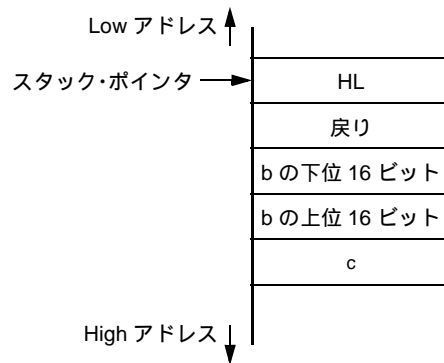 Low アドレス
スタック・ポインタ
HL
戻り
b の下位 16 ビット
b の上位 16 ビット
c
High アドレス